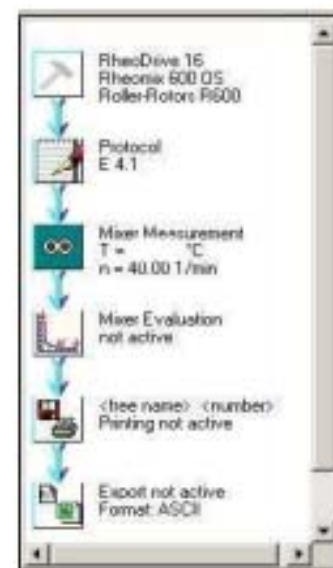 RheoDrive 16
Rheomix 600 OS
Roller-Rotors R600
Protocol
E 4.1
Mixer Measurement
T = °C
n = 40.00 1/min
Mixer Evaluation
not active
<free name> <number>
Printing not active
Export not active
Format: ASCII